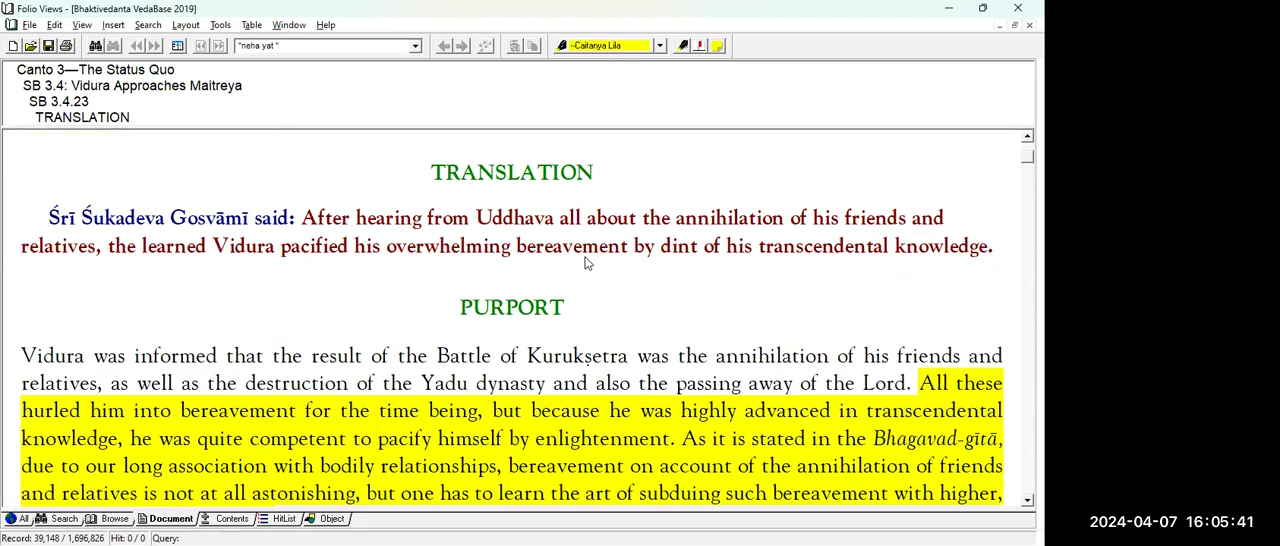 Folio Views - [Bhaktivedanta VedaBase 2019]
File Edit View Insert Search Layout Tools Table Window Help
"neha yat "
--Caitanya Lila
Canto 3—The Status Quo
SB 3.4: Vidura Approaches Maitreya
SB 3.4.23
TRANSLATION
TRANSLATION
Śrī Śukadeva Gosvāmī said: After hearing from Uddhava all about the annihilation of his friends and
relatives, the learned Vidura pacified his overwhelming bereavement by dint of his transcendental knowledge.
PURPORT
Vidura was informed that the result of the Battle of Kurukṣetra was the annihilation of his friends and
relatives, as well as the destruction of the Yadu dynasty and also the passing away of the Lord. All these
hurled him into bereavement for the time being, but because he was highly advanced in transcendental
knowledge, he was quite competent to pacify himself by enlightenment. As it is stated in the Bhagavad-gītā,
due to our long association with bodily relationships, bereavement on account of the annihilation of friends
and relatives is not at all astonishing, but one has to learn the art of subduing such bereavement with higher,
All Search Browse Document Contents HitList Object
Record: 39,148 / 1,696,826 Hit: 0 / 0 Query:
2024-04-07 16:05:41